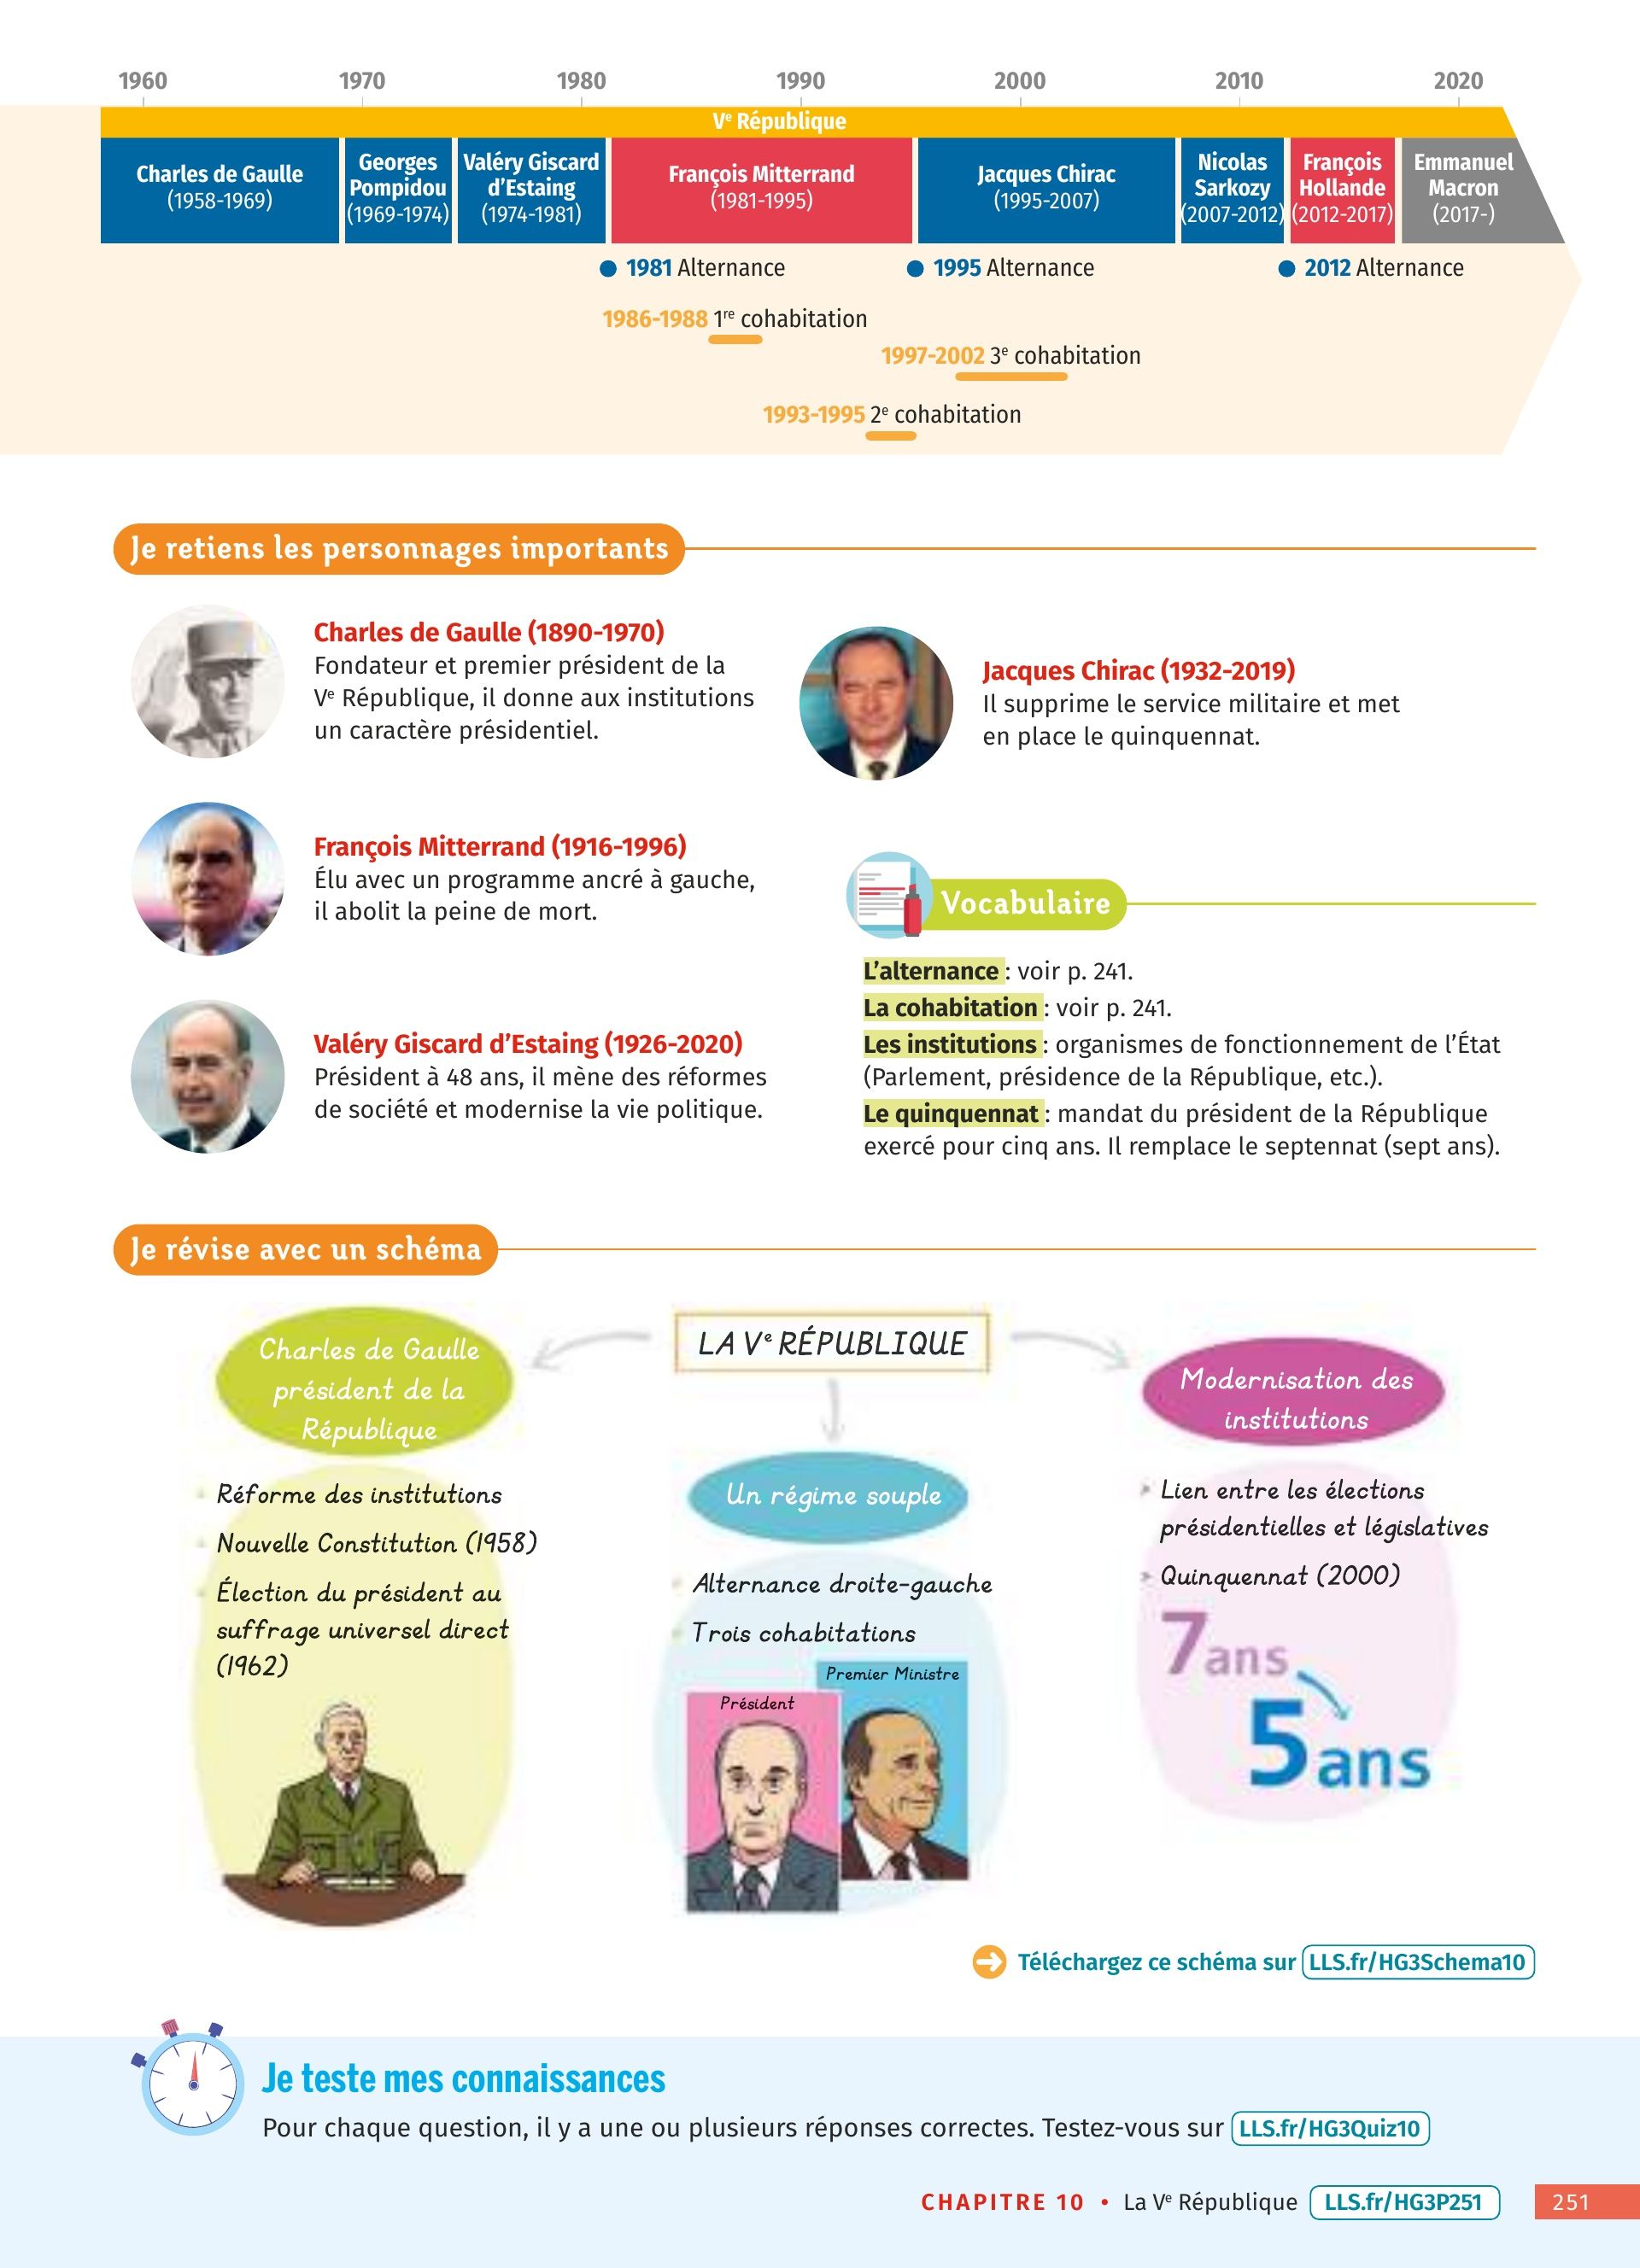 1960 1970 1980 1990 2000 2010 2020
Vᵉ République
Charles de Gaulle
(1958-1969)
Georges
Pompidou
(1969-1974)
Valéry Giscard
d’Estaing
(1974-1981)
François Mitterrand
(1981-1995)
Jacques Chirac
(1995-2007)
Nicolas
Sarkozy
(2007-2012)
François
Hollande
(2012-2017)
Emmanuel
Macron
(2017-)
1981 Alternance
1995 Alternance
2012 Alternance
1986-1988 1ʳᵉ cohabitation
1997-2002 3ᵉ cohabitation
1993-1995 2ᵉ cohabitation
Je retiens les personnages importants
Charles de Gaulle (1890-1970)
Fondateur et premier président de la
Vᵉ République, il donne aux institutions
un caractère présidentiel.
François Mitterrand (1916-1996)
Élu avec un programme ancré à gauche,
il abolit la peine de mort.
Valéry Giscard d’Estaing (1926-2020)
Président à 48 ans, il mène des réformes
de société et modernise la vie politique.
Jacques Chirac (1932-2019)
Il supprime le service militaire et met
en place le quinquennat.
Vocabulaire
L’alternance : voir p. 241.
La cohabitation : voir p. 241.
Les institutions : organismes de fonctionnement de l’État
(Parlement, présidence de la République, etc.).
Le quinquennat : mandat du président de la République
exercé pour cinq ans. Il remplace le septennat (sept ans).
Je révise avec un schéma
LA Vᵉ RÉPUBLIQUE
Charles de Gaulle
président de la
République
Réforme des institutions
Nouvelle Constitution (1958)
Élection du président au
suffrage universel direct
(1962)
Un régime souple
Alternance droite-gauche
Trois cohabitations
Premier Ministre
Président
Modernisation des
institutions
Lien entre les élections
présidentielles et législatives
Quinquennat (2000)
7 ans
5 ans
Téléchargez ce schéma sur LLS.fr/HG3Schema10
Je teste mes connaissances
Pour chaque question, il y a une ou plusieurs réponses correctes. Testez-vous sur LLS.fr/HG3Quiz10
CHAPITRE 10 • La Vᵉ République LLS.fr/HG3P251 251